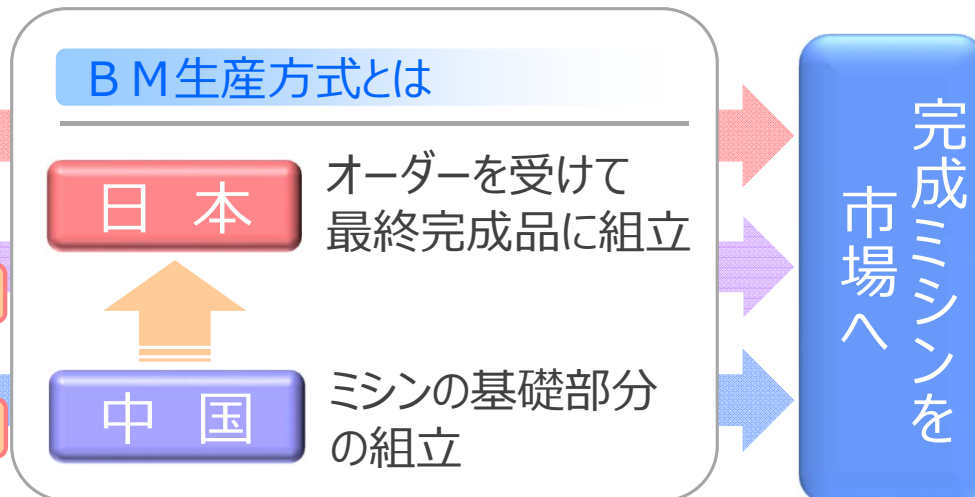 BM生産方式とは
日本
オーダーを受けて
最終完成品に組立
中国
ミシンの基礎部分
の組立
完成ミシンを
市場へ